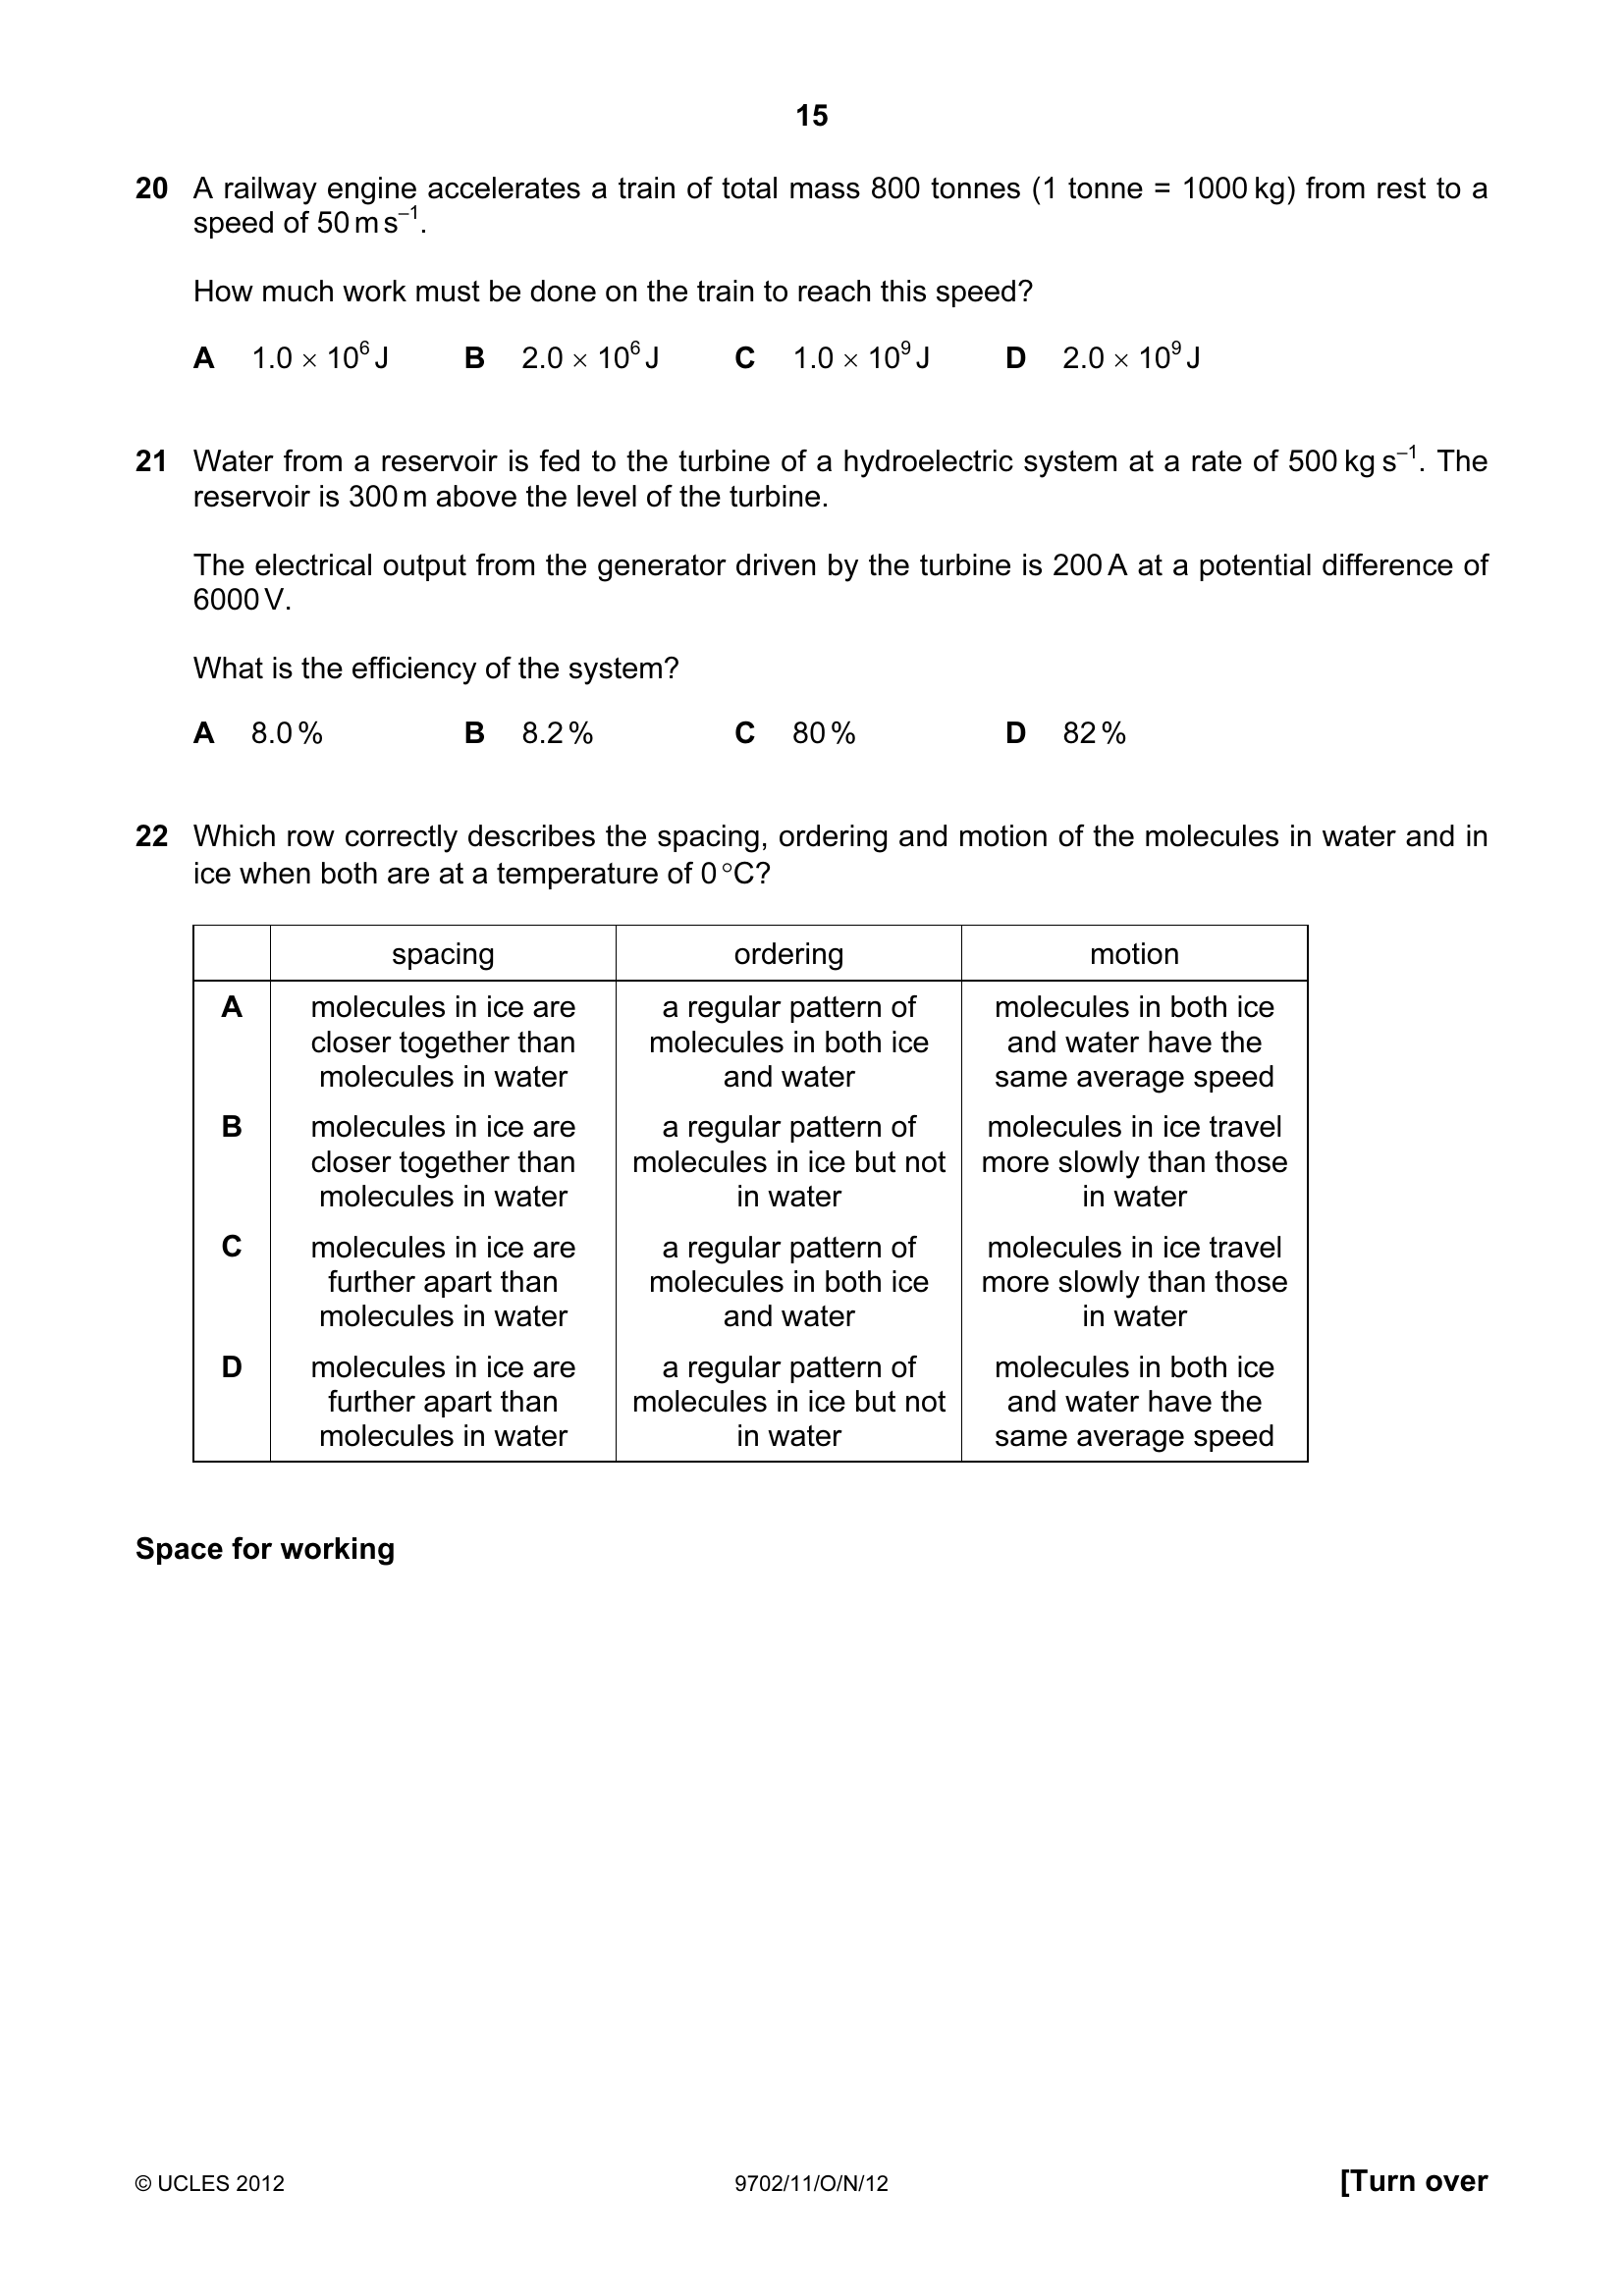 15
20 A railway engine accelerates a train of total mass 800 tonnes (1 tonne = 1000 kg) from rest to a
speed of 50 m s⁻¹.
How much work must be done on the train to reach this speed?
A 1.0 × 10⁶ J B 2.0 × 10⁶ J C 1.0 × 10⁹ J D 2.0 × 10⁹ J
21 Water from a reservoir is fed to the turbine of a hydroelectric system at a rate of 500 kg s⁻¹. The
reservoir is 300 m above the level of the turbine.
The electrical output from the generator driven by the turbine is 200 A at a potential difference of
6000 V.
What is the efficiency of the system?
A 8.0 % B 8.2 % C 80 % D 82 %
22 Which row correctly describes the spacing, ordering and motion of the molecules in water and in
ice when both are at a temperature of 0 °C?
spacing ordering motion
A molecules in ice are a regular pattern of molecules in both ice
closer together than molecules in both ice and water have the
molecules in water and water same average speed
B molecules in ice are a regular pattern of molecules in ice travel
closer together than molecules in ice but not more slowly than those
molecules in water in water in water
C molecules in ice are a regular pattern of molecules in ice travel
further apart than molecules in both ice more slowly than those
molecules in water and water in water
D molecules in ice are a regular pattern of molecules in both ice
further apart than molecules in ice but not and water have the
molecules in water in water same average speed
Space for working
© UCLES 2012 9702/11/O/N/12 [Turn over